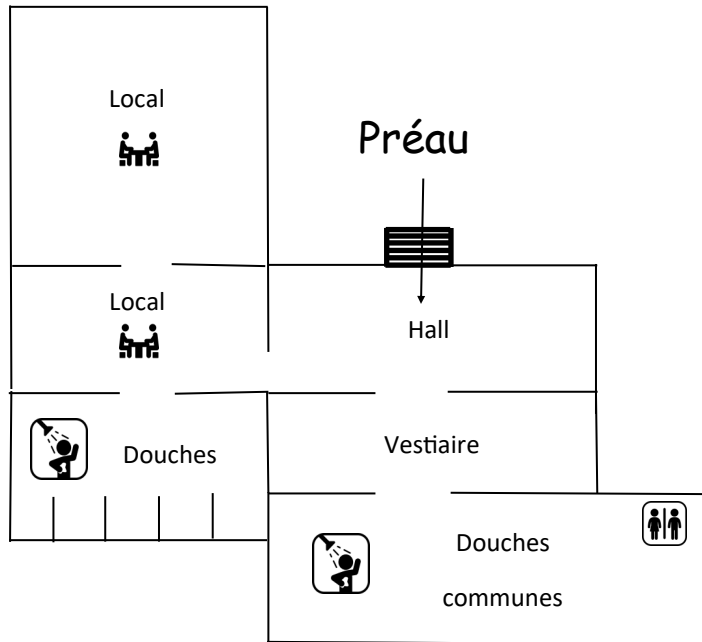 Local
Préau
Local
Hall
Douches
Vestiaire
Douches
communes